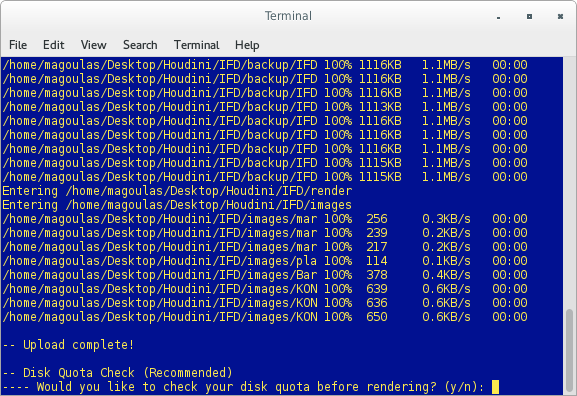 Terminal
File Edit View Search Terminal Help
/home/magoulas/Desktop/Houdini/IFD/backup/IFD 100% 1116KB 1.1MB/s 00:00
/home/magoulas/Desktop/Houdini/IFD/backup/IFD 100% 1116KB 1.1MB/s 00:00
/home/magoulas/Desktop/Houdini/IFD/backup/IFD 100% 1116KB 1.1MB/s 00:00
/home/magoulas/Desktop/Houdini/IFD/backup/IFD 100% 1113KB 1.1MB/s 00:00
/home/magoulas/Desktop/Houdini/IFD/backup/IFD 100% 1116KB 1.1MB/s 00:00
/home/magoulas/Desktop/Houdini/IFD/backup/IFD 100% 1116KB 1.1MB/s 00:00
/home/magoulas/Desktop/Houdini/IFD/backup/IFD 100% 1116KB 1.1MB/s 00:00
/home/magoulas/Desktop/Houdini/IFD/backup/IFD 100% 1115KB 1.1MB/s 00:00
/home/magoulas/Desktop/Houdini/IFD/backup/IFD 100% 1115KB 1.1MB/s 00:00
Entering /home/magoulas/Desktop/Houdini/IFD/render
Entering /home/magoulas/Desktop/Houdini/IFD/images
/home/magoulas/Desktop/Houdini/IFD/images/mar 100% 256 0.3KB/s 00:00
/home/magoulas/Desktop/Houdini/IFD/images/mar 100% 239 0.2KB/s 00:00
/home/magoulas/Desktop/Houdini/IFD/images/mar 100% 217 0.2KB/s 00:00
/home/magoulas/Desktop/Houdini/IFD/images/pla 100% 114 0.1KB/s 00:00
/home/magoulas/Desktop/Houdini/IFD/images/Bar 100% 378 0.4KB/s 00:00
/home/magoulas/Desktop/Houdini/IFD/images/KON 100% 639 0.6KB/s 00:00
/home/magoulas/Desktop/Houdini/IFD/images/KON 100% 636 0.6KB/s 00:00
/home/magoulas/Desktop/Houdini/IFD/images/KON 100% 650 0.6KB/s 00:00
-- Upload complete!
-- Disk Quota Check (Recommended)
---- Would you like to check your disk quota before rendering? (y/n):